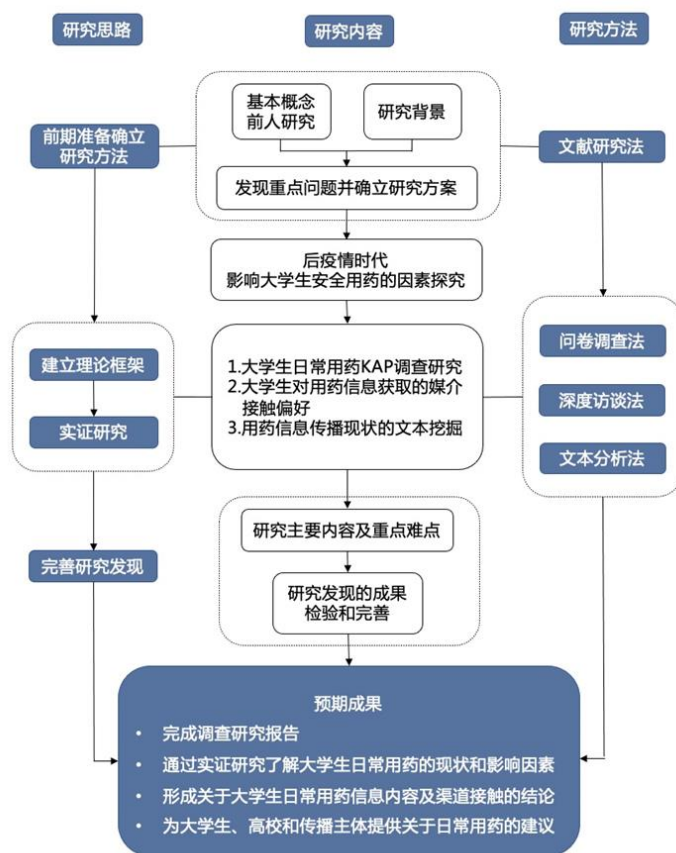 研究思路
研究内容
研究方法
基本概念
前人研究
研究背景
前期准备确立
研究方法
文献研究法
发现重点问题并确立研究方案
后疫情时代
影响大学生安全用药的因素探究
建立理论框架
实证研究
1.大学生日常用药KAP调查研究
2.大学生对用药信息获取的媒介
接触偏好
3.用药信息传播现状的文本挖掘
问卷调查法
深度访谈法
文本分析法
研究主要内容及重点难点
完善研究发现
研究发现的成果
检验和完善
预期成果
• 完成调查研究报告
• 通过实证研究了解大学生日常用药的现状和影响因素
• 形成关于大学生日常用药信息内容及渠道接触的结论
• 为大学生、高校和传播主体提供关于日常用药的建议